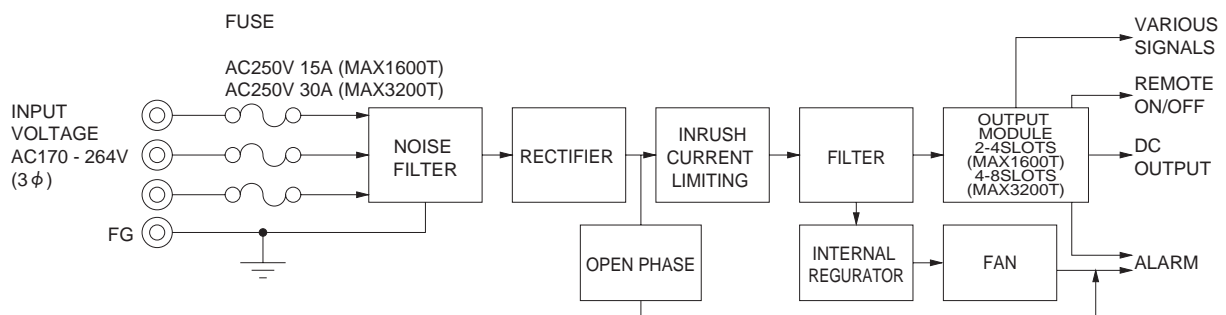 FUSE
AC250V 15A (MAX1600T)
AC250V 30A (MAX3200T)
INPUT
VOLTAGE
AC170 - 264V
(3φ)
FG
NOISE
FILTER
RECTIFIER
INRUSH
CURRENT
LIMITING
FILTER
OUTPUT
MODULE
2-4SLOTS
(MAX1600T)
4-8SLOTS
(MAX3200T)
VARIOUS
SIGNALS
REMOTE
ON/OFF
DC
OUTPUT
OPEN PHASE
INTERNAL
REGURATOR
FAN
ALARM